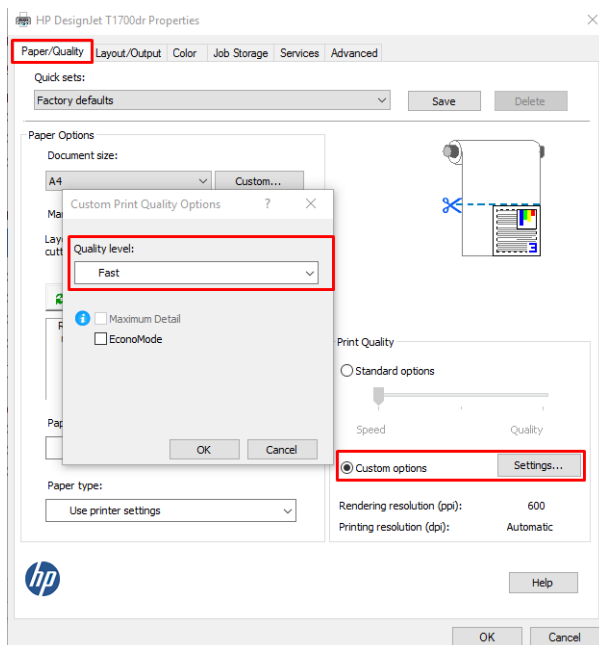 HP DesignJet T1700dr Properties
Paper/Quality Layout/Output Color Job Storage Services Advanced
Quick sets:
Factory defaults
Save
Delete
Paper Options
Document size:
A4
Custom...
Custom Print Quality Options ?
Quality level:
Fast
Maximum Detail
EconoMode
OK
Cancel
Paper type:
Use printer settings
3
Print Quality
Standard options
Speed Quality
Custom options
Settings...
Rendering resolution (ppi): 600
Printing resolution (dpi): Automatic
hp
Help
OK
Cancel